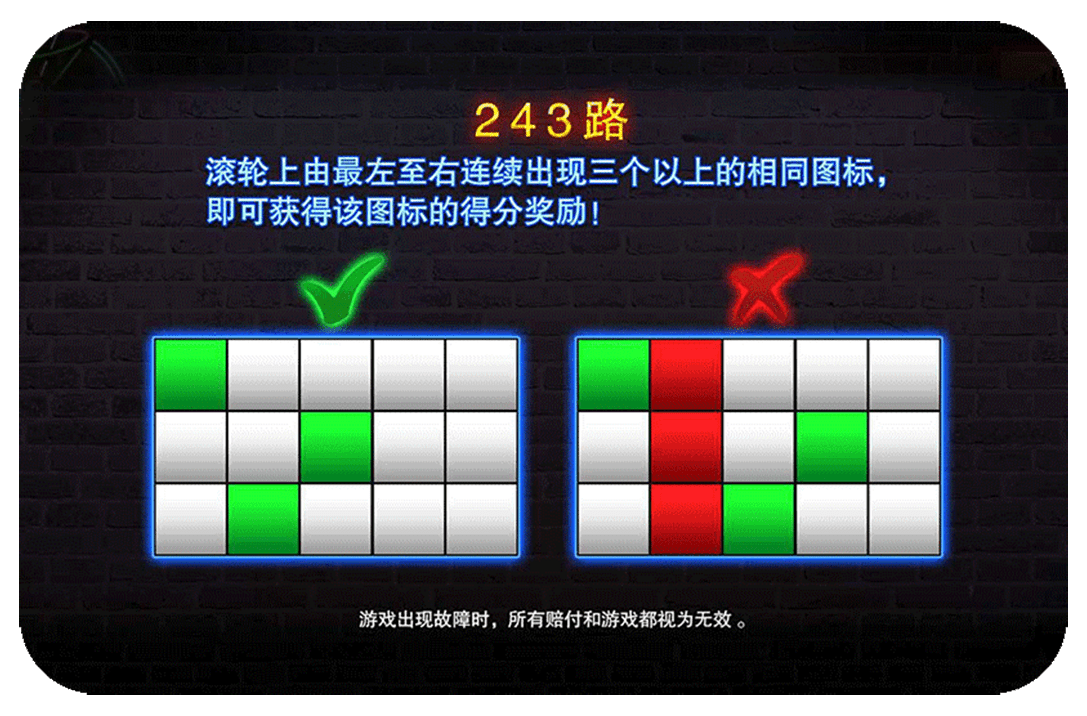 243路
滚轮上由最左至右连续出现三个以上的相同图标，
即可获得该图标的得分奖励！
游戏出现故障时，所有赔付和游戏都视为无效。